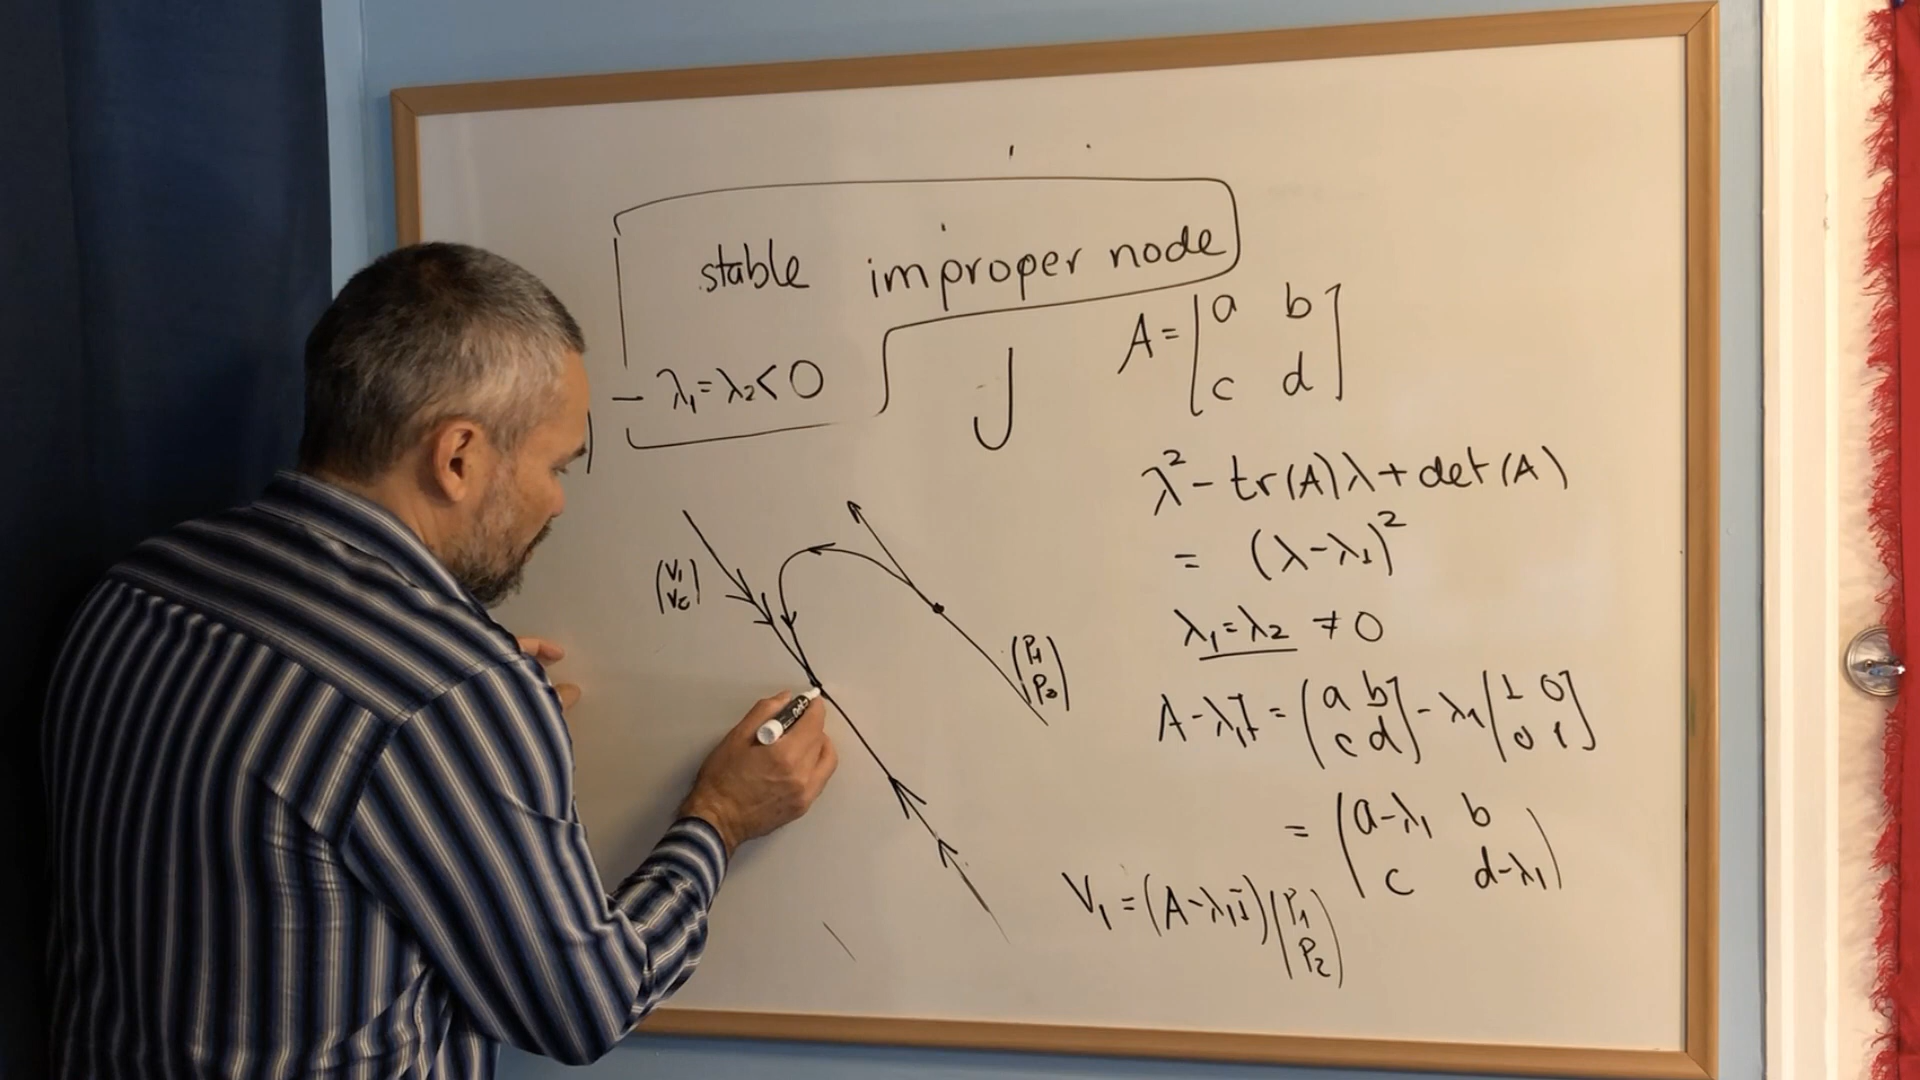 stable improper node
- λ₁=λ₂<0
J
A=[a b
c d]
λ²-tr(A)λ+det(A)
= (λ-λ₁)²
λ₁=λ₂ ≠0
(V₁
V₂)
(P₁
P₂)
A-λ₁I=(a b
c d]-λ₁[1 0
0 1]
=(a-λ₁ b
c d-λ₁)
V₁=(A-λ₁I)(P₁
P₂)